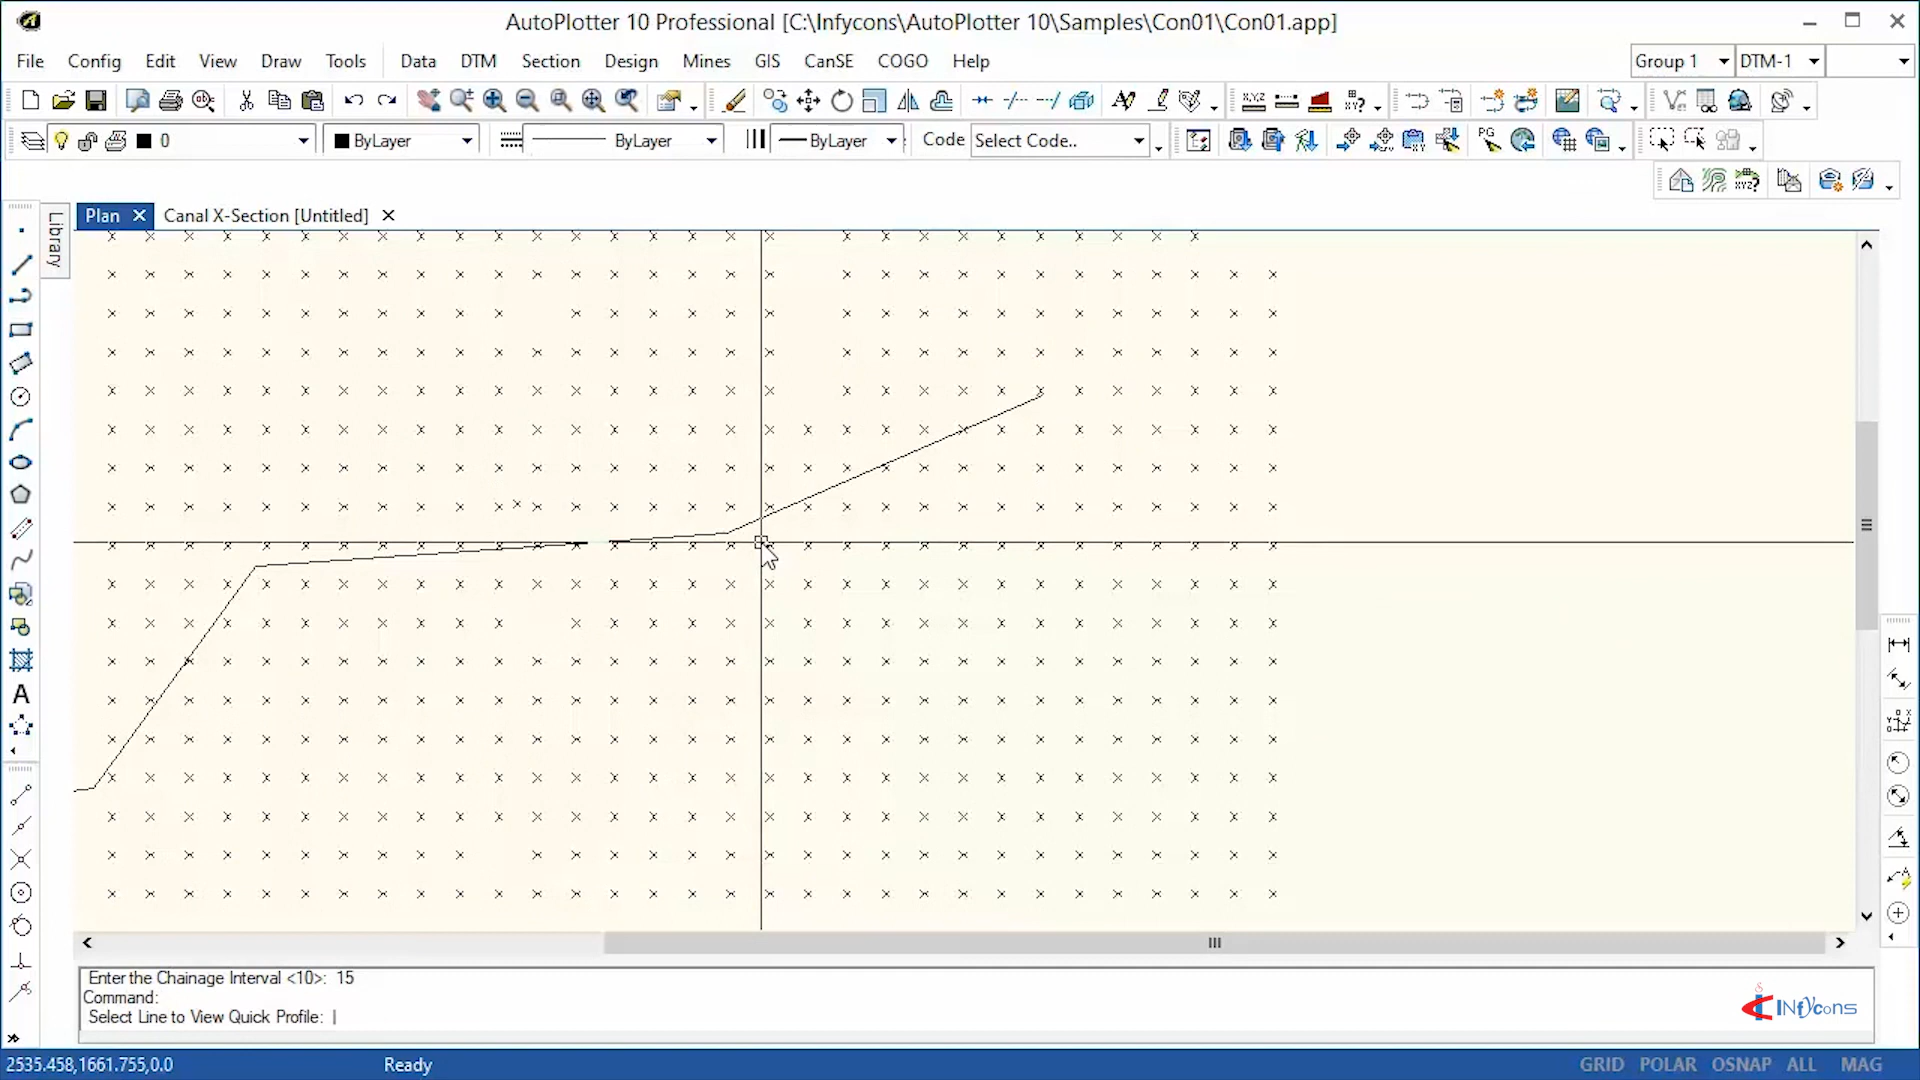 AutoPlotter 10 Professional [C:\Infycons\AutoPlotter 10\Samples\Con01\Con01.app]
File Config Edit View Draw Tools Data DTM Section Design Mines GIS CanSE COGO Help Group 1 DTM-1
0 ByLayer ByLayer ByLayer Code Select Code..
Plan Canal X-Section [Untitled]
Library
Enter the Chainage Interval <10>: 15
Command:
Select Line to View Quick Profile:
INfycons
2535.458,1661.755,0.0 Ready GRID POLAR OSNAP ALL MAG